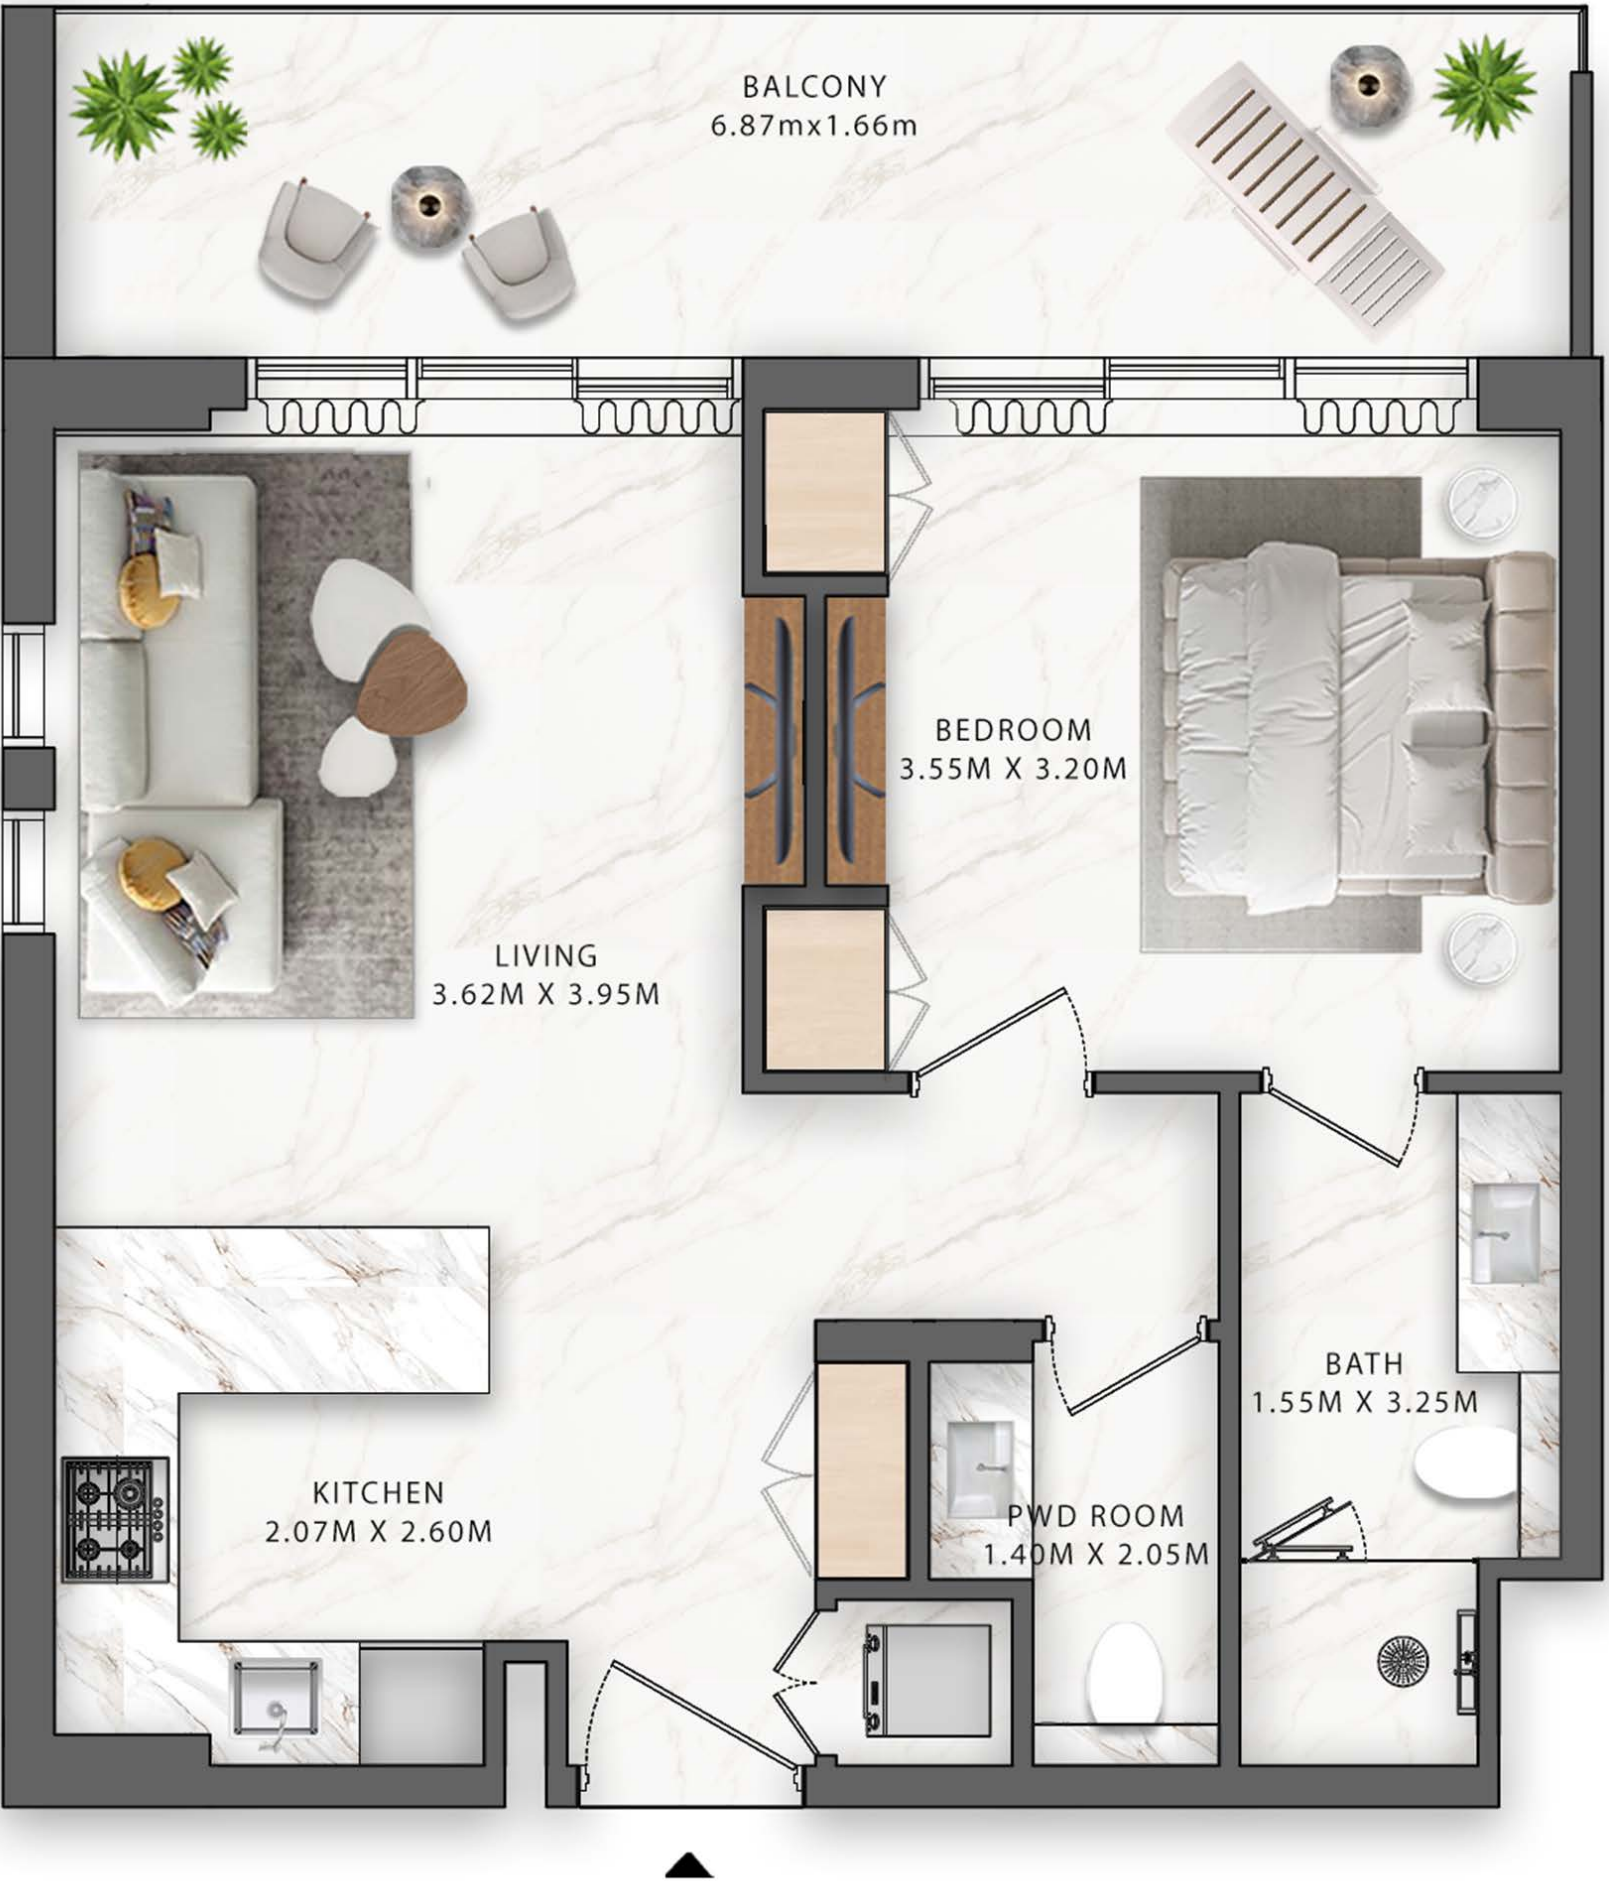 BALCONY
6.87mx1.66m
BEDROOM
3.55M X 3.20M
LIVING
3.62M X 3.95M
BATH
1.55M X 3.25M
KITCHEN
2.07M X 2.60M
PWD ROOM
1.40M X 2.05M